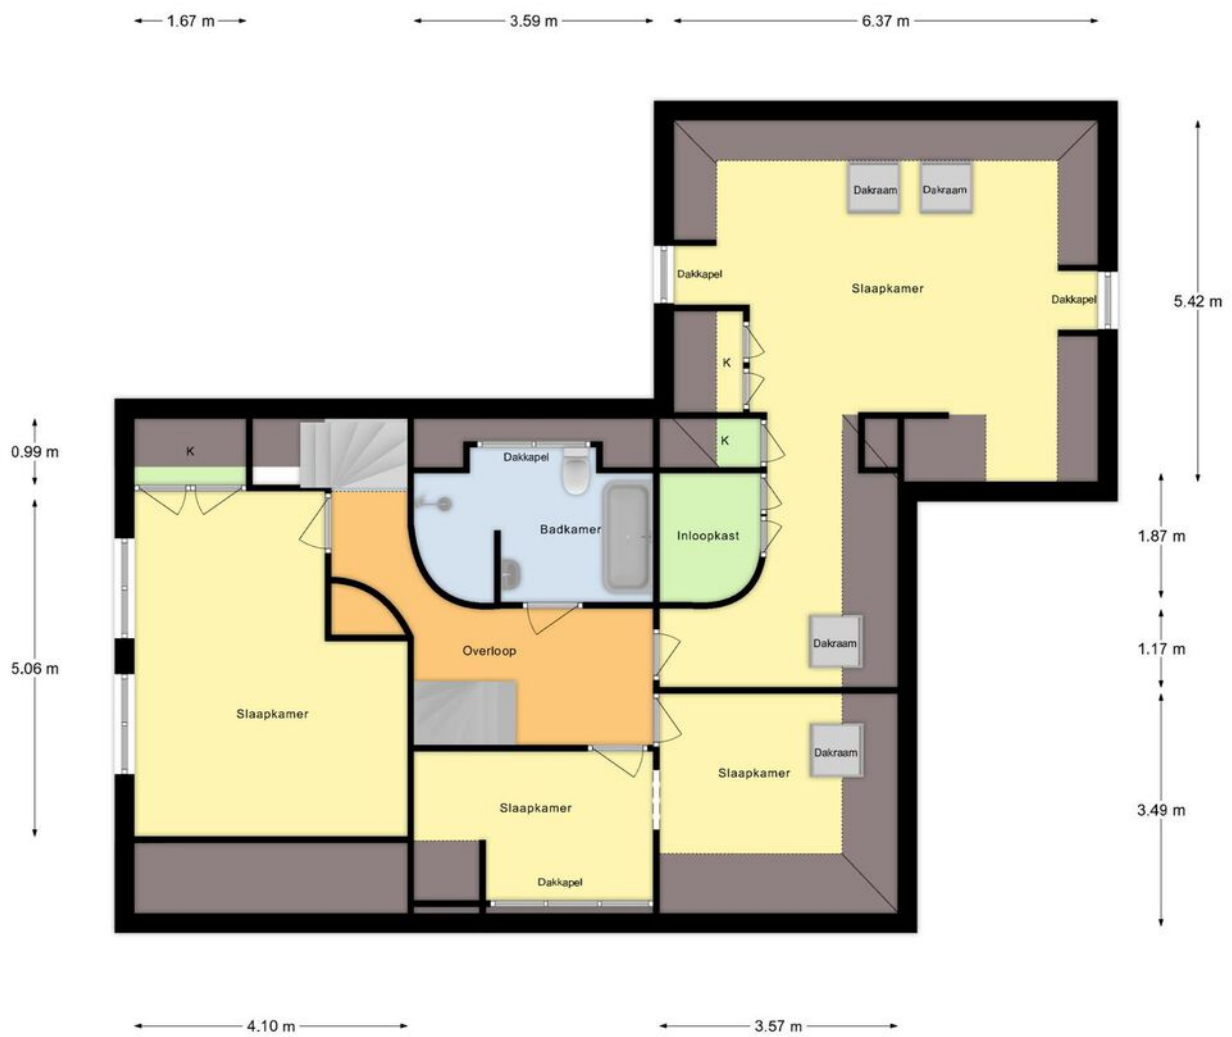 1.67 m
3.59 m
6.37 m
Dakraam
Dakraam
Dakkapel
Slaapkamer
Dakkapel
5.42 m
K
K
K
0.99 m
Dakkapel
Badkamer
Inloopkast
1.87 m
Overloop
Dakraam
1.17 m
5.06 m
Slaapkamer
Dakraam
Slaapkamer
Slaapkamer
3.49 m
Dakkapel
4.10 m
3.57 m